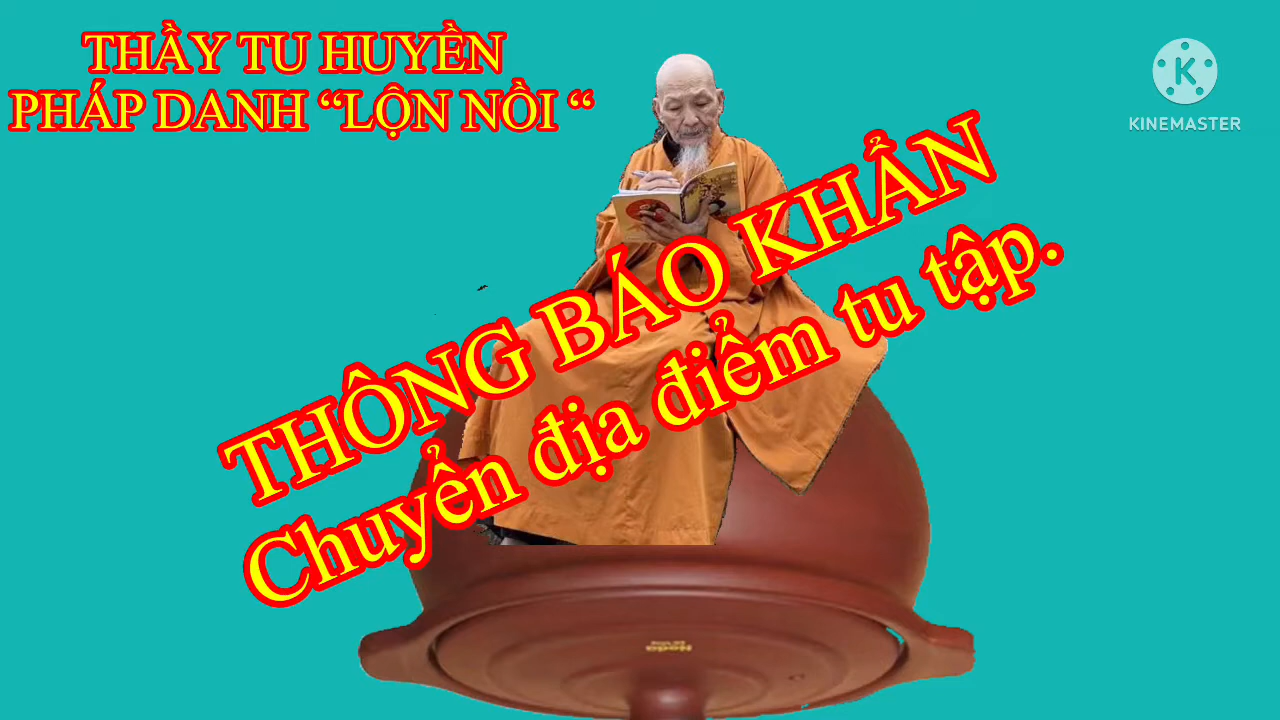 THẦY TU HUYỀN
PHÁP DANH “LỘN NỒI “
KINEMASTER
THÔNG BÁO KHẨN
Chuyển địa điểm tu tập.